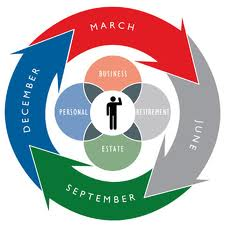 MARCH
DECEMBER
BUSINESS
PERSONAL
RETIREMENT
JUNE
ESTATE
SEPTEMBER